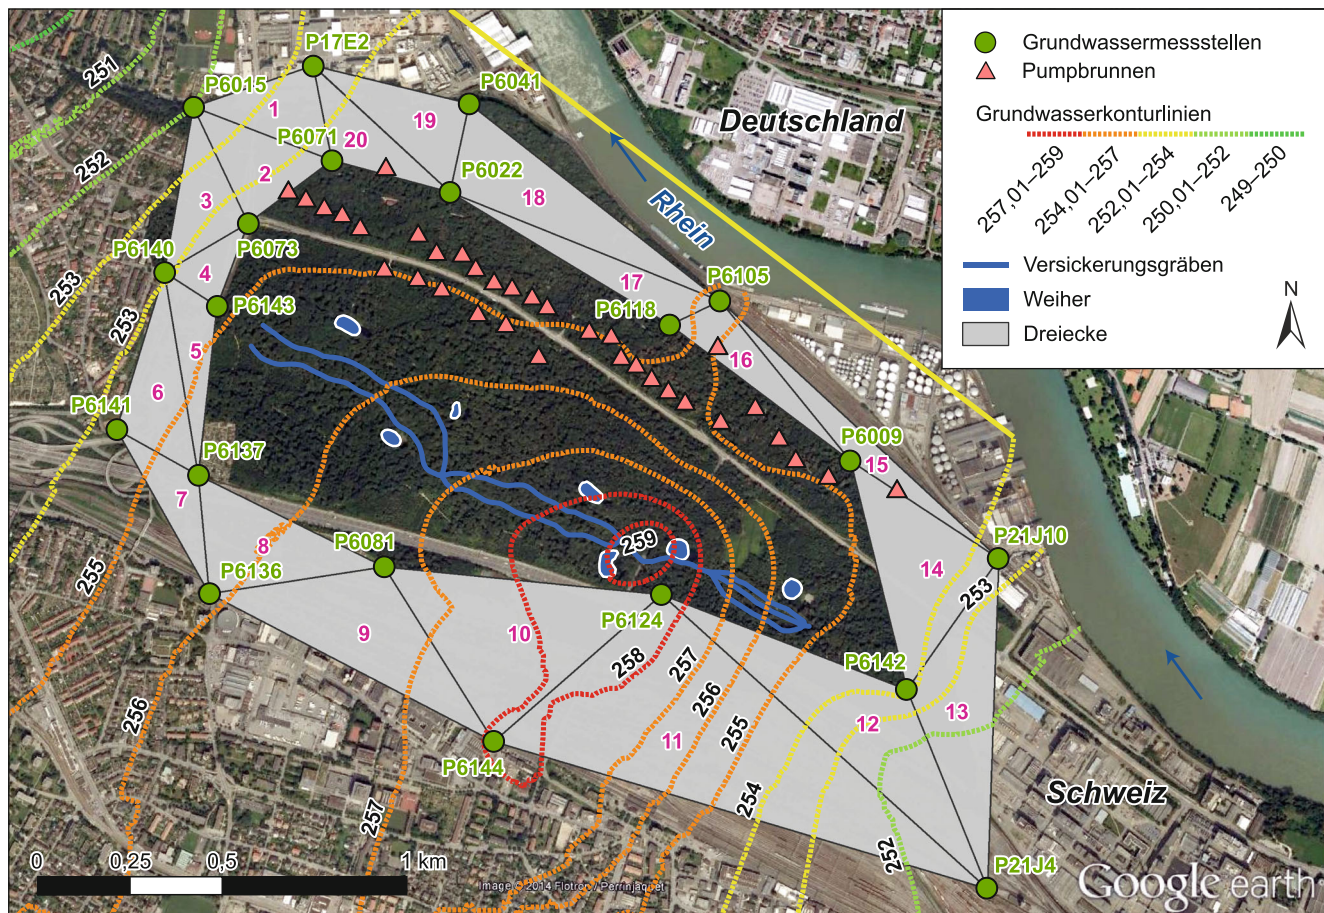 P17E2
P6015
P6041
P6071
P6022
P6073
P6140
P6143
P6105
P6118
P6141
P6137
P6009
P6081
P6136
P6124
P21J10
P6142
P6144
P21J4
1
2
3
4
5
6
7
8
9
10
11
12
13
14
15
16
17
18
19
20
251
252
253
253
255
256
257
259
258
257
256
255
254
253
252
Deutschland
Rhein
Schweiz
Grundwassermessstellen
Pumpbrunnen
Grundwasserkonturlinien
257,01–259
254,01–257
252,01–254
250,01–252
249–250
Versickerungsgräben
Weiher
Dreiecke
N
0 0,25 0,5 1 km
Image © 2014 Flotron / Perrinjaquet
Google earth